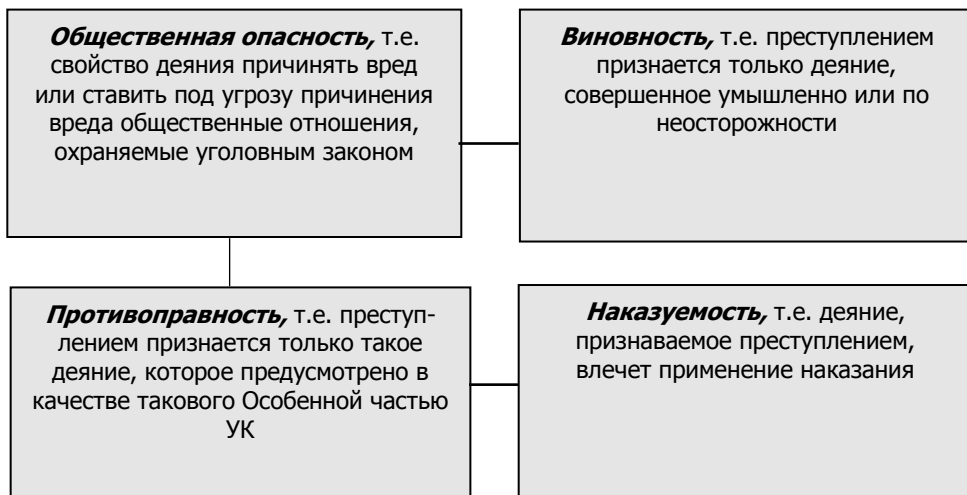 Общественная опасность, т.е.
свойство деяния причинять вред
или ставить под угрозу причинения
вреда общественные отношения,
охраняемые уголовным законом
Виновность, т.е. преступлением
признается только деяние,
совершенное умышленно или по
неосторожности
Противоправность, т.е. преступ-
лением признается только такое
деяние, которое предусмотрено в
качестве такового Особенной частью
УК
Наказуемость, т.е. деяние,
признаваемое преступлением,
влечет применение наказания